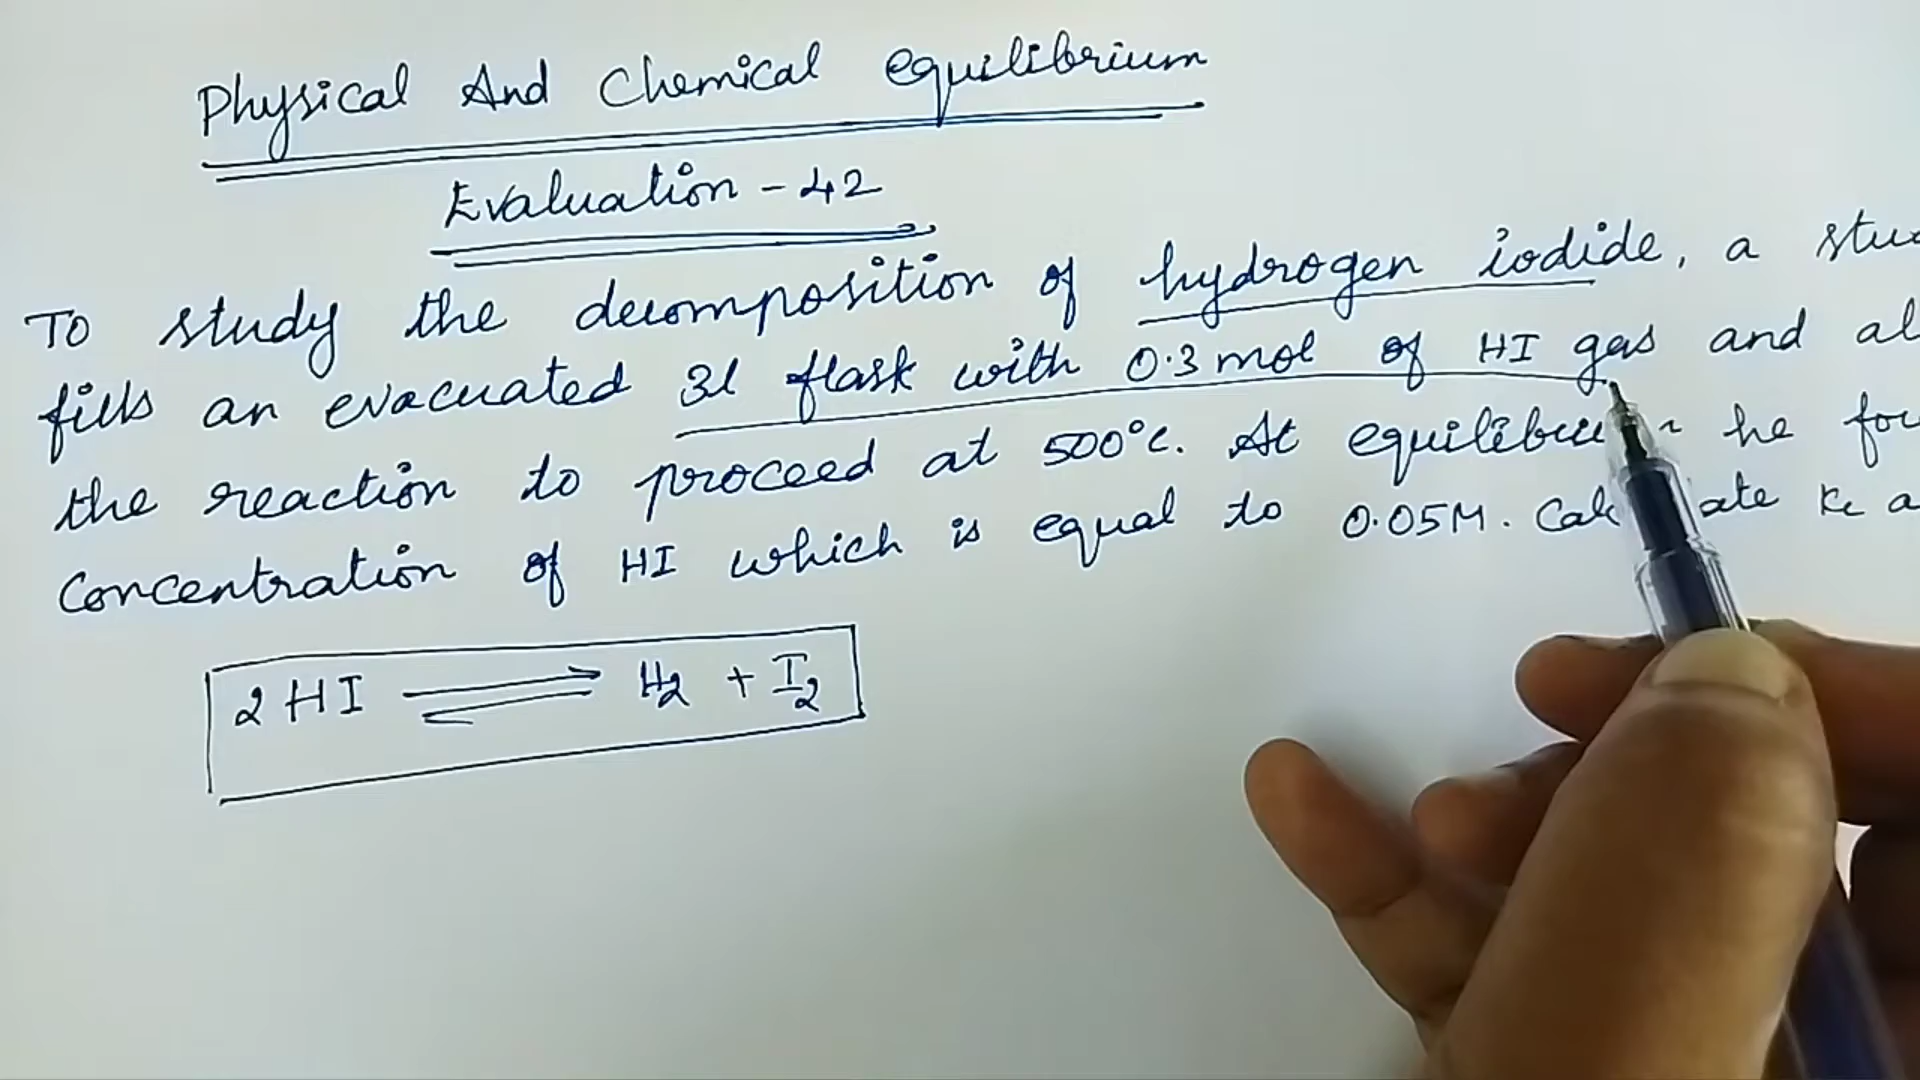 Physical And Chemical equilibrium
Evaluation - 42
To study the decomposition of hydrogen iodide, a
fills an evacuated 3l flask with 0.3 mol of HI gas and
the reaction to proceed at 500°c. At he
Concentration of HI which is equal to 0.05M. Kc
2HI ⇌ H2 + I2